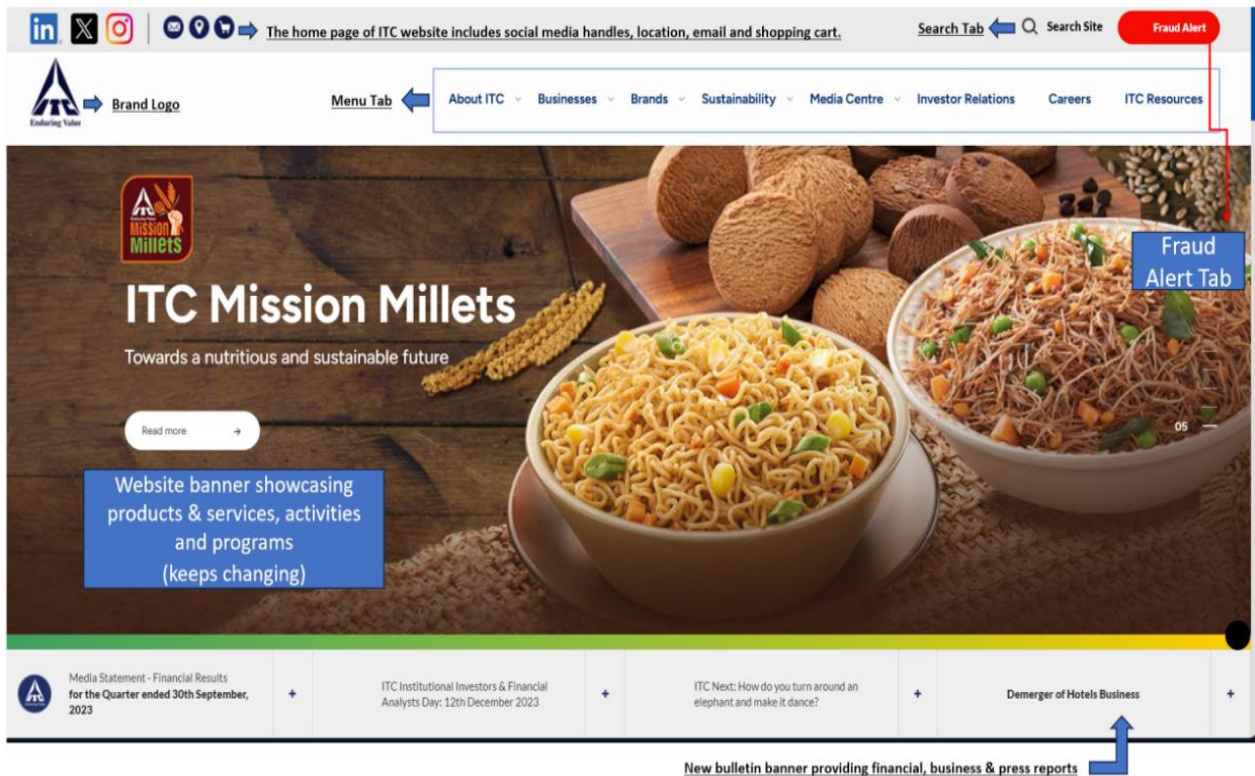 in
The home page of ITC website includes social media handles, location, email and shopping cart.
Search Tab
Search Site
Fraud Alert
ITC
Enduring Value
Brand Logo
Menu Tab
About ITC
Businesses
Brands
Sustainability
Media Centre
Investor Relations
Careers
ITC Resources
ITC
Enduring Value
MISSION
MILLETS
Fraud
Alert Tab
ITC Mission Millets
Towards a nutritious and sustainable future
Read more
05
Website banner showcasing
products & services, activities
and programs
(keeps changing)
Media Statement - Financial Results
for the Quarter ended 30th September,
2023
+
ITC Institutional Investors & Financial
Analysts Day: 12th December 2023
+
ITC Next: How do you turn around an
elephant and make it dance?
+
Demerger of Hotels Business
+
New bulletin banner providing financial, business & press reports